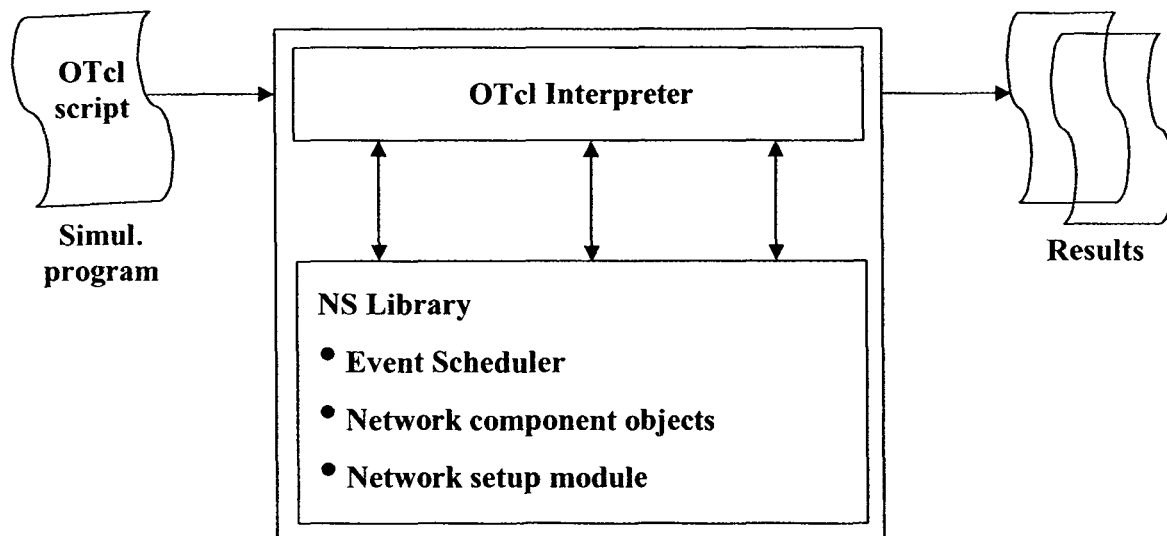 OTcl
script
Simul.
program
OTcl Interpreter
NS Library
• Event Scheduler
• Network component objects
• Network setup module
Results